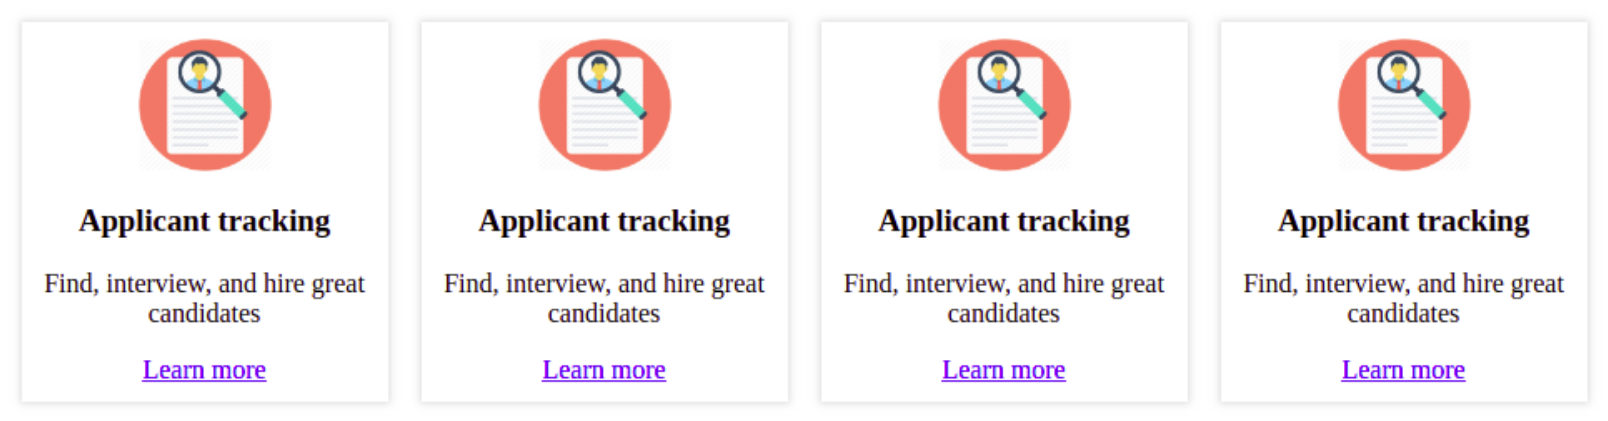 Applicant tracking
Find, interview, and hire great
candidates
Learn more
Applicant tracking
Find, interview, and hire great
candidates
Learn more
Applicant tracking
Find, interview, and hire great
candidates
Learn more
Applicant tracking
Find, interview, and hire great
candidates
Learn more